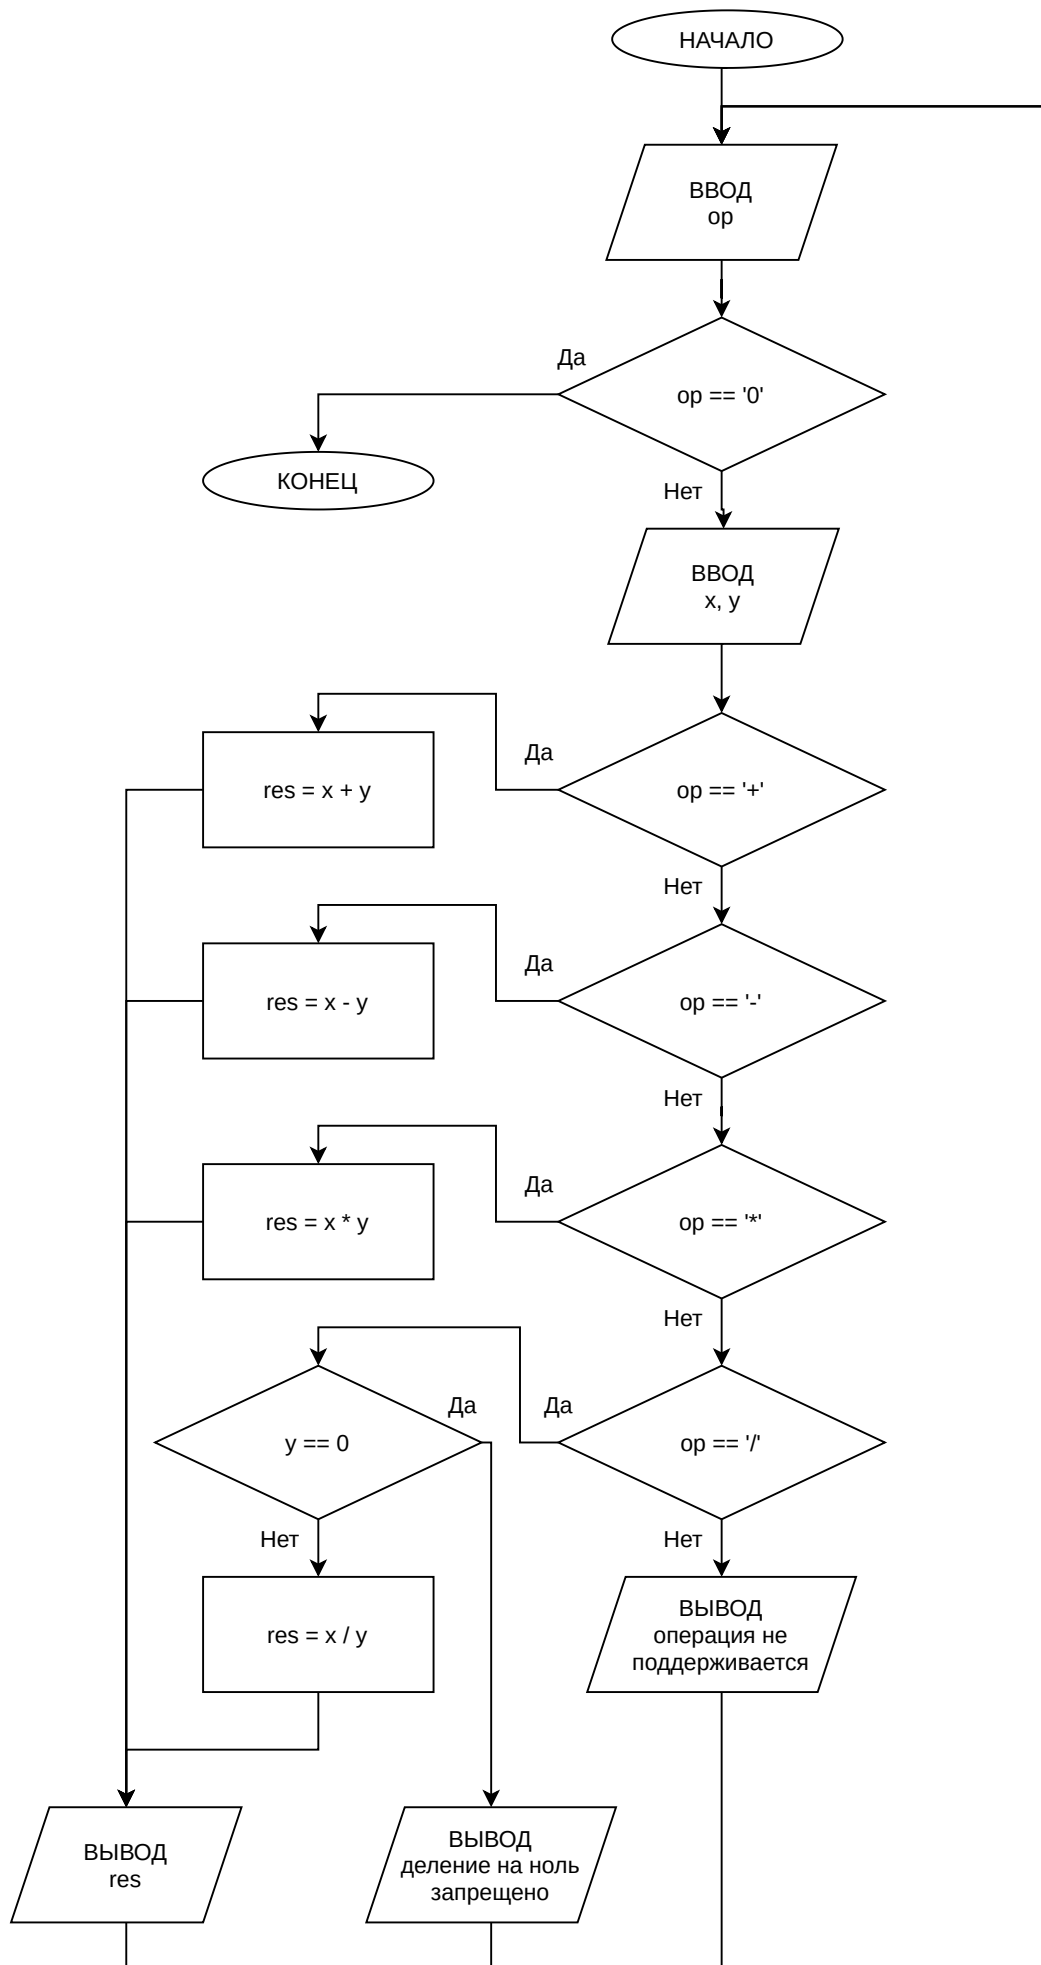 НАЧАЛО
ВВОД
op
Да
op == '0'
КОНЕЦ
Нет
ВВОД
x, y
Да
res = x + y
op == '+'
Нет
Да
res = x - y
op == '-'
Нет
Да
res = x * y
op == '*'
Нет
Да
Да
y == 0
op == '/'
Нет
Нет
res = x / y
ВЫВОД
операция не
поддерживается
ВЫВОД
res
ВЫВОД
деление на ноль
запрещено